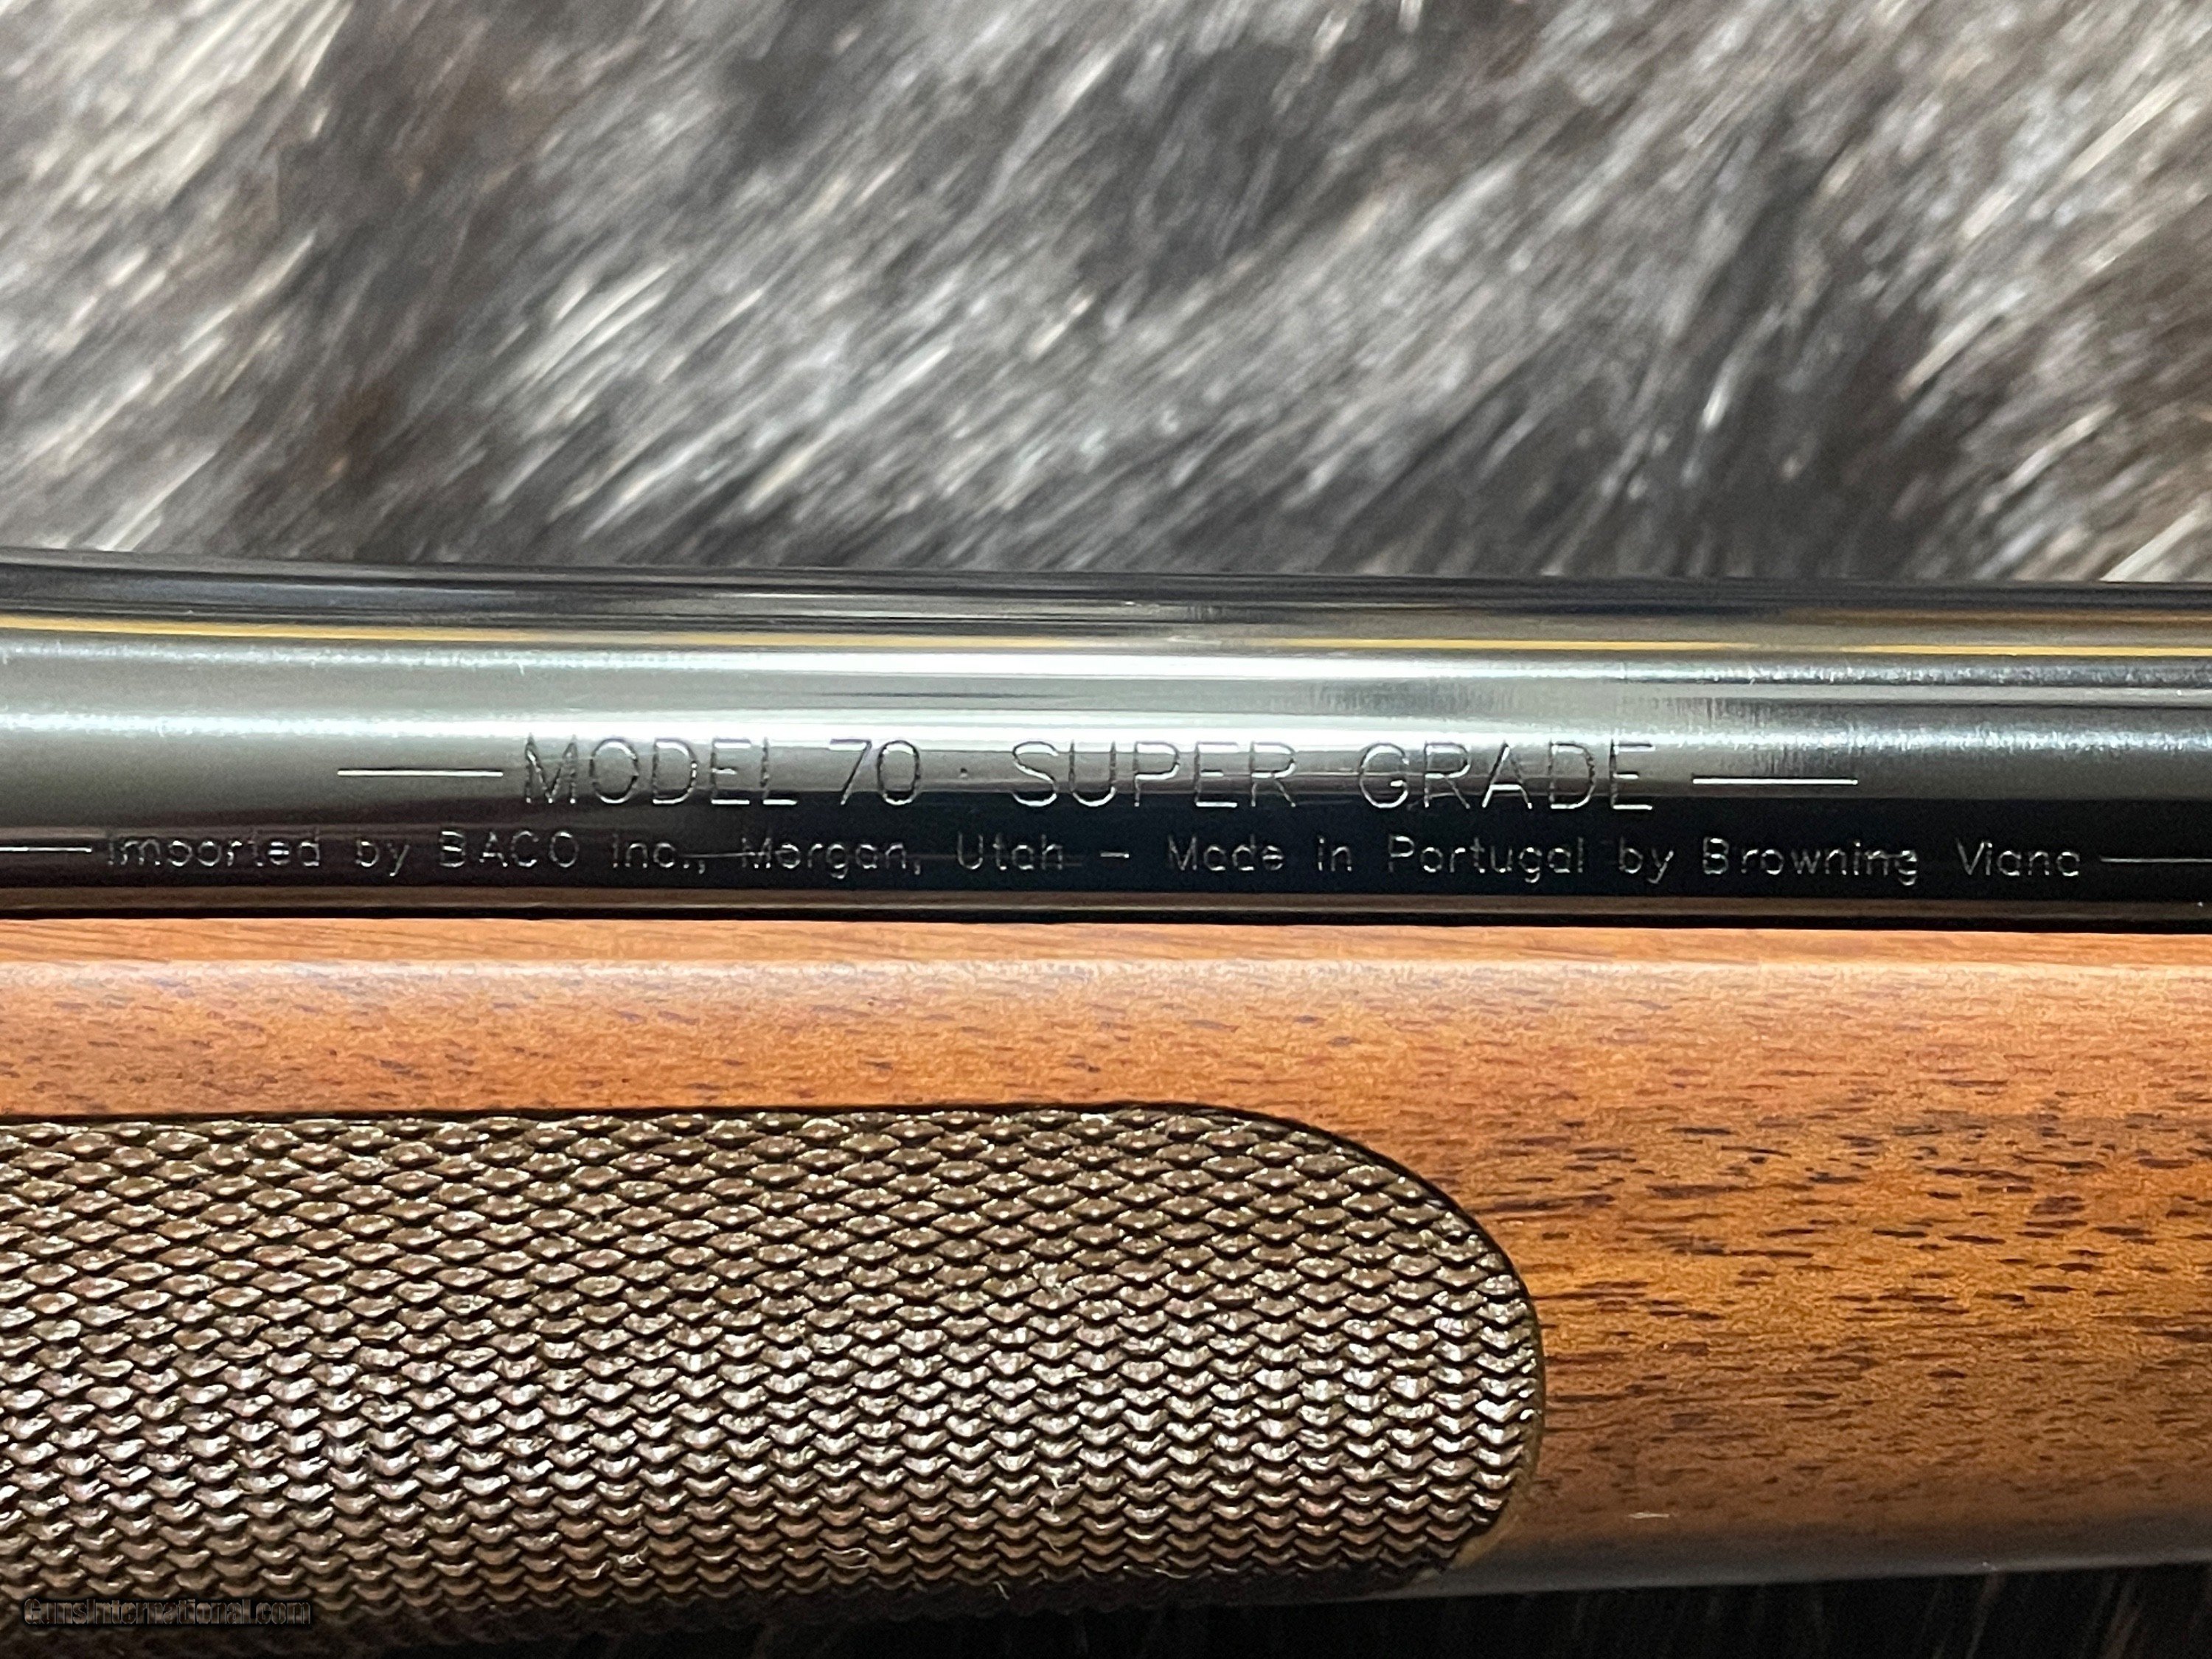 MODEL 70 · SUPER GRADE
Imported by BACO Inc., Morgan, Utah – Made in Portugal by Browning Viana
GunsInternational.com